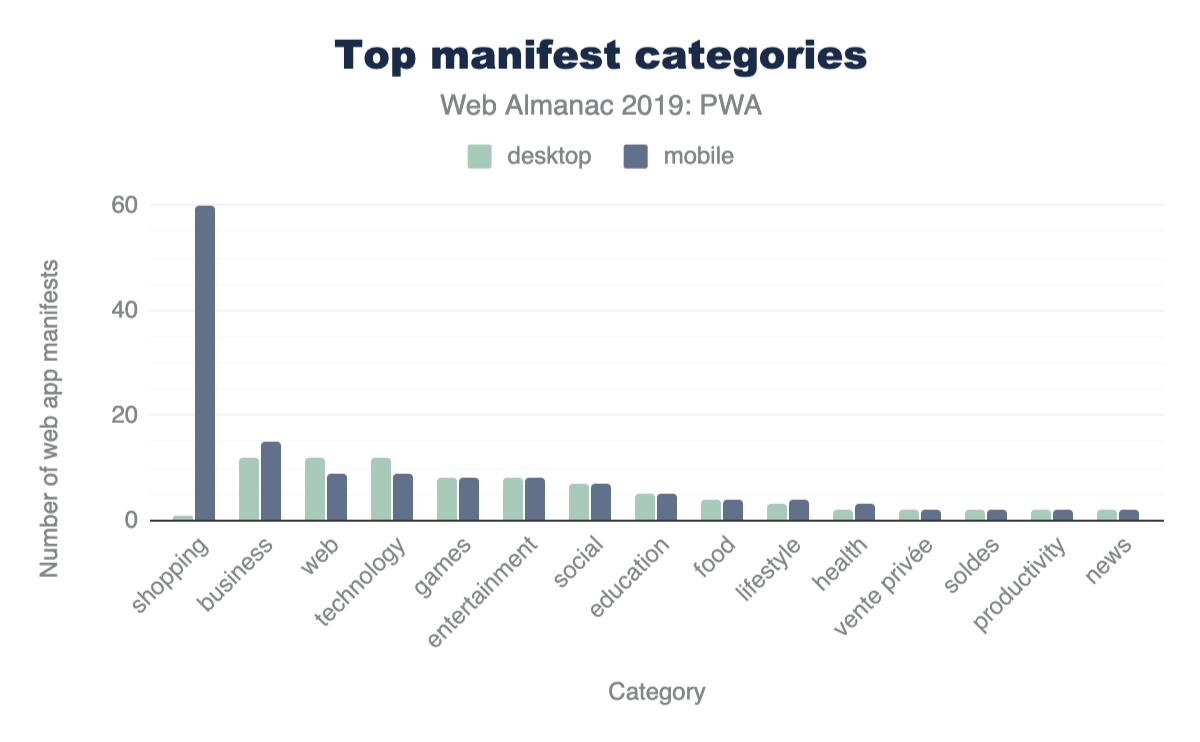 Top manifest categories
Web Almanac 2019: PWA
desktop
mobile
Number of web app manifests
60
40
20
0
shopping
business
web
technology
games
entertainment
social
education
food
lifestyle
health
vente privée
soldes
productivity
news
Category